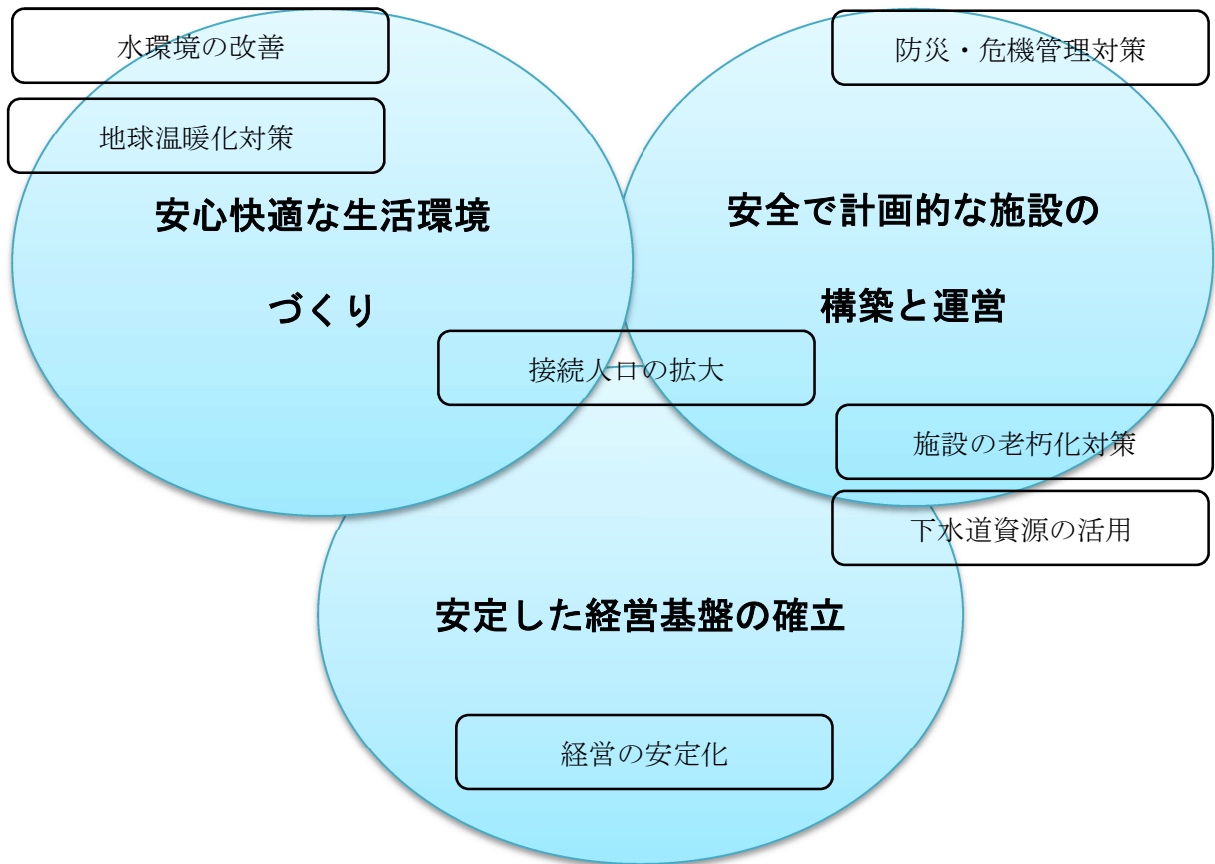 水環境の改善
防災・危機管理対策
地球温暖化対策
安心快適な生活環境
づくり
安全で計画的な施設の
構築と運営
接続人口の拡大
施設の老朽化対策
下水道資源の活用
安定した経営基盤の確立
経営の安定化